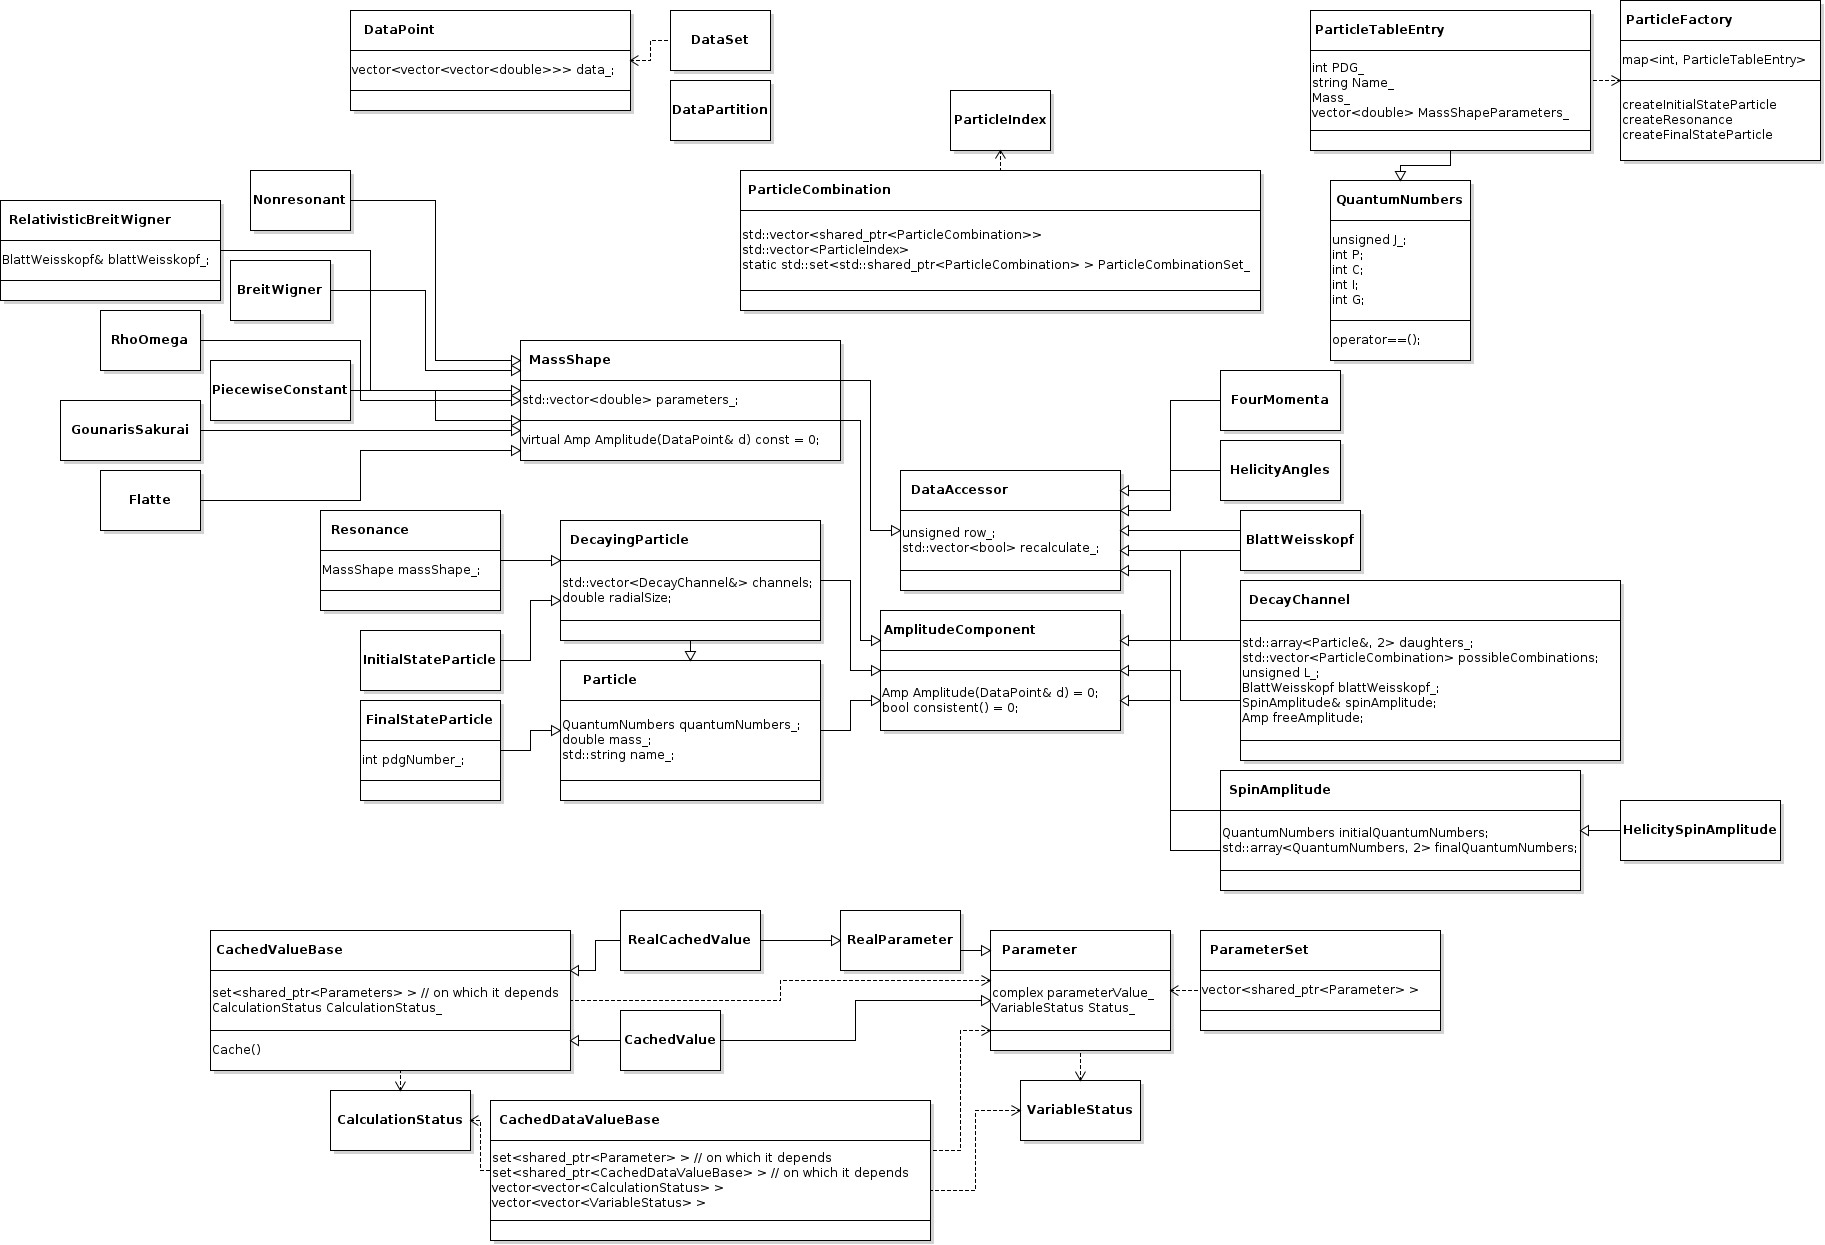 DataPoint
vector<vector<vector<double>>> data_;
DataSet
DataPartition
ParticleIndex
ParticleTableEntry
int PDG_
string Name_
Mass_
vector<double> MassShapeParameters_
ParticleFactory
map<int, ParticleTableEntry>
createInitialStateParticle
createResonance
createFinalStateParticle
ParticleCombination
std::vector<shared_ptr<ParticleCombination>>
std::vector<ParticleIndex>
static std::set<std::shared_ptr<ParticleCombination> > ParticleCombinationSet_
QuantumNumbers
unsigned J_;
int P;
int C;
int I;
int G;
operator==();
Nonresonant
RelativisticBreitWigner
BlattWeisskopf& blattWeisskopf_;
BreitWigner
RhoOmega
PiecewiseConstant
GounarisSakurai
Flatte
MassShape
std::vector<double> parameters_;
virtual Amp Amplitude(DataPoint& d) const = 0;
FourMomenta
HelicityAngles
BlattWeisskopf
DataAccessor
unsigned row_;
std::vector<bool> recalculate_;
Resonance
MassShape massShape_;
DecayingParticle
std::vector<DecayChannel&> channels;
double radialSize;
InitialStateParticle
FinalStateParticle
int pdgNumber_;
Particle
QuantumNumbers quantumNumbers_;
double mass_;
std::string name_;
AmplitudeComponent
Amp Amplitude(DataPoint& d) = 0;
bool consistent() = 0;
DecayChannel
std::array<Particle&, 2> daughters_;
std::vector<ParticleCombination> possibleCombinations;
unsigned L_;
BlattWeisskopf blattWeisskopf_;
SpinAmplitude& spinAmplitude;
Amp freeAmplitude;
SpinAmplitude
QuantumNumbers initialQuantumNumbers;
std::array<QuantumNumbers, 2> finalQuantumNumbers;
HelicitySpinAmplitude
CachedValueBase
set<shared_ptr<Parameters> > // on which it depends
CalculationStatus CalculationStatus_
Cache()
RealCachedValue
RealParameter
Parameter
complex parameterValue_
VariableStatus Status_
ParameterSet
vector<shared_ptr<Parameter> >
CachedValue
CalculationStatus
CachedDataValueBase
set<shared_ptr<Parameter> > // on which it depends
set<shared_ptr<CachedDataValueBase> > // on which it depends
vector<vector<CalculationStatus> >
vector<vector<VariableStatus> >
VariableStatus